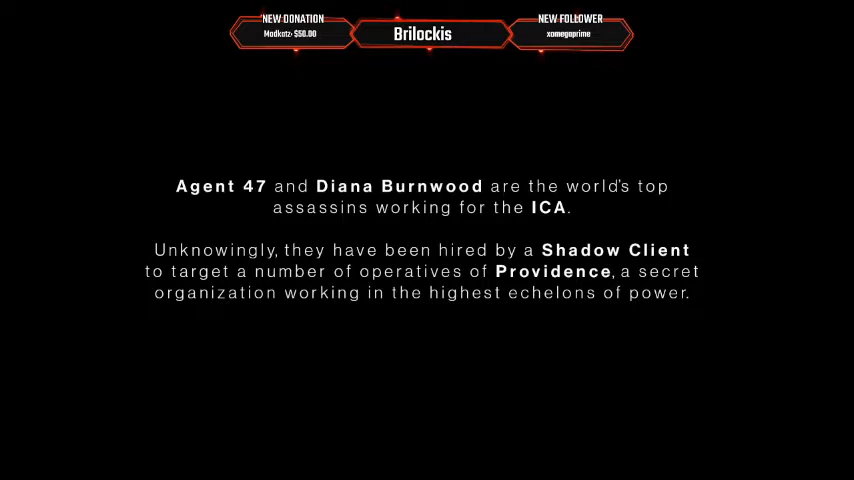 NEW DONATION
Madkatz: $50.00
Brilockis
NEW FOLLOWER
xomegaprime
Agent 47 and Diana Burnwood are the world's top
assassins working for the ICA.
Unknowingly, they have been hired by a Shadow Client
to target a number of operatives of Providence, a secret
organization working in the highest echelons of power.